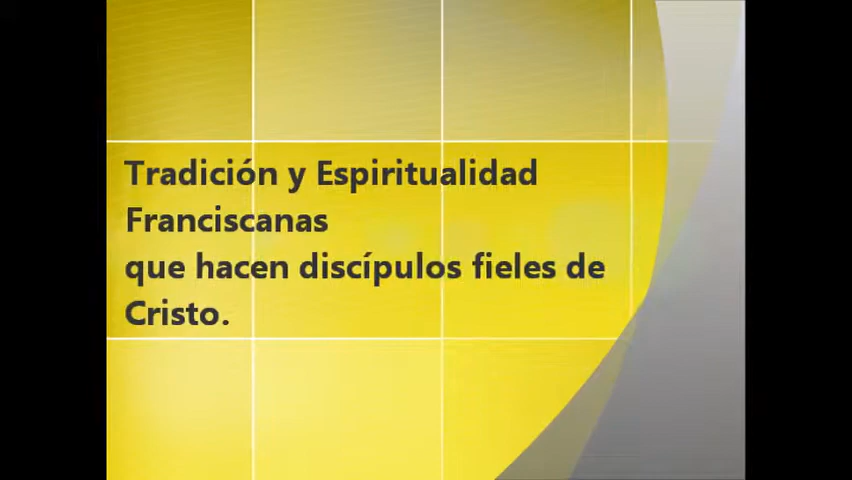 Tradición y Espiritualidad
Franciscanas
que hacen discípulos fieles de
Cristo.